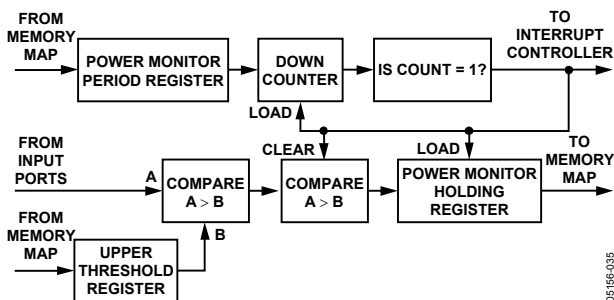 FROM
MEMORY
MAP
POWER MONITOR
PERIOD REGISTER
DOWN
COUNTER
IS COUNT = 1?
TO
INTERRUPT
CONTROLLER
LOAD
FROM
INPUT
PORTS
A
COMPARE
A > B
CLEAR
COMPARE
A > B
LOAD
POWER MONITOR
HOLDING
REGISTER
TO
MEMORY
MAP
FROM
MEMORY
MAP
B
UPPER
THRESHOLD
REGISTER
05156-035